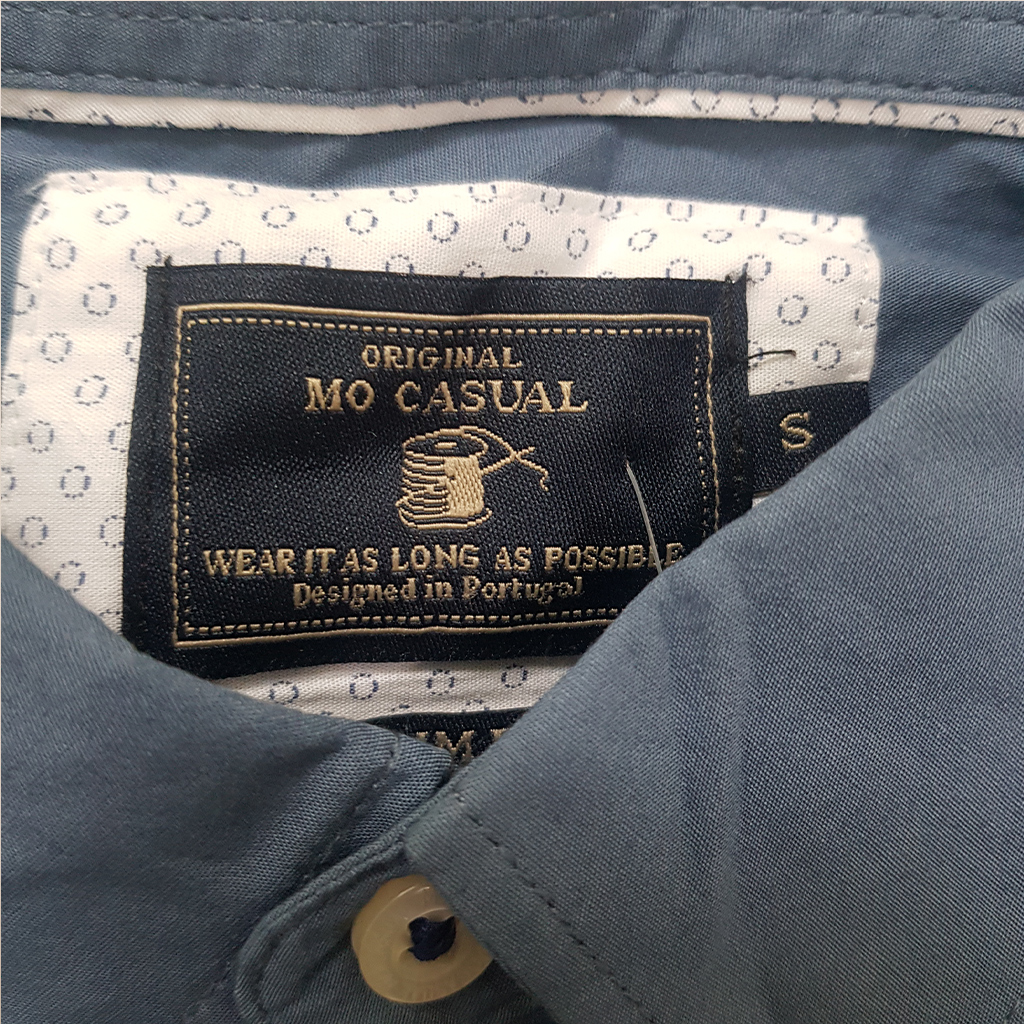 ORIGINAL
MO CASUAL
S
WEAR IT AS LONG AS POSSIBLE
Designed in Portugal